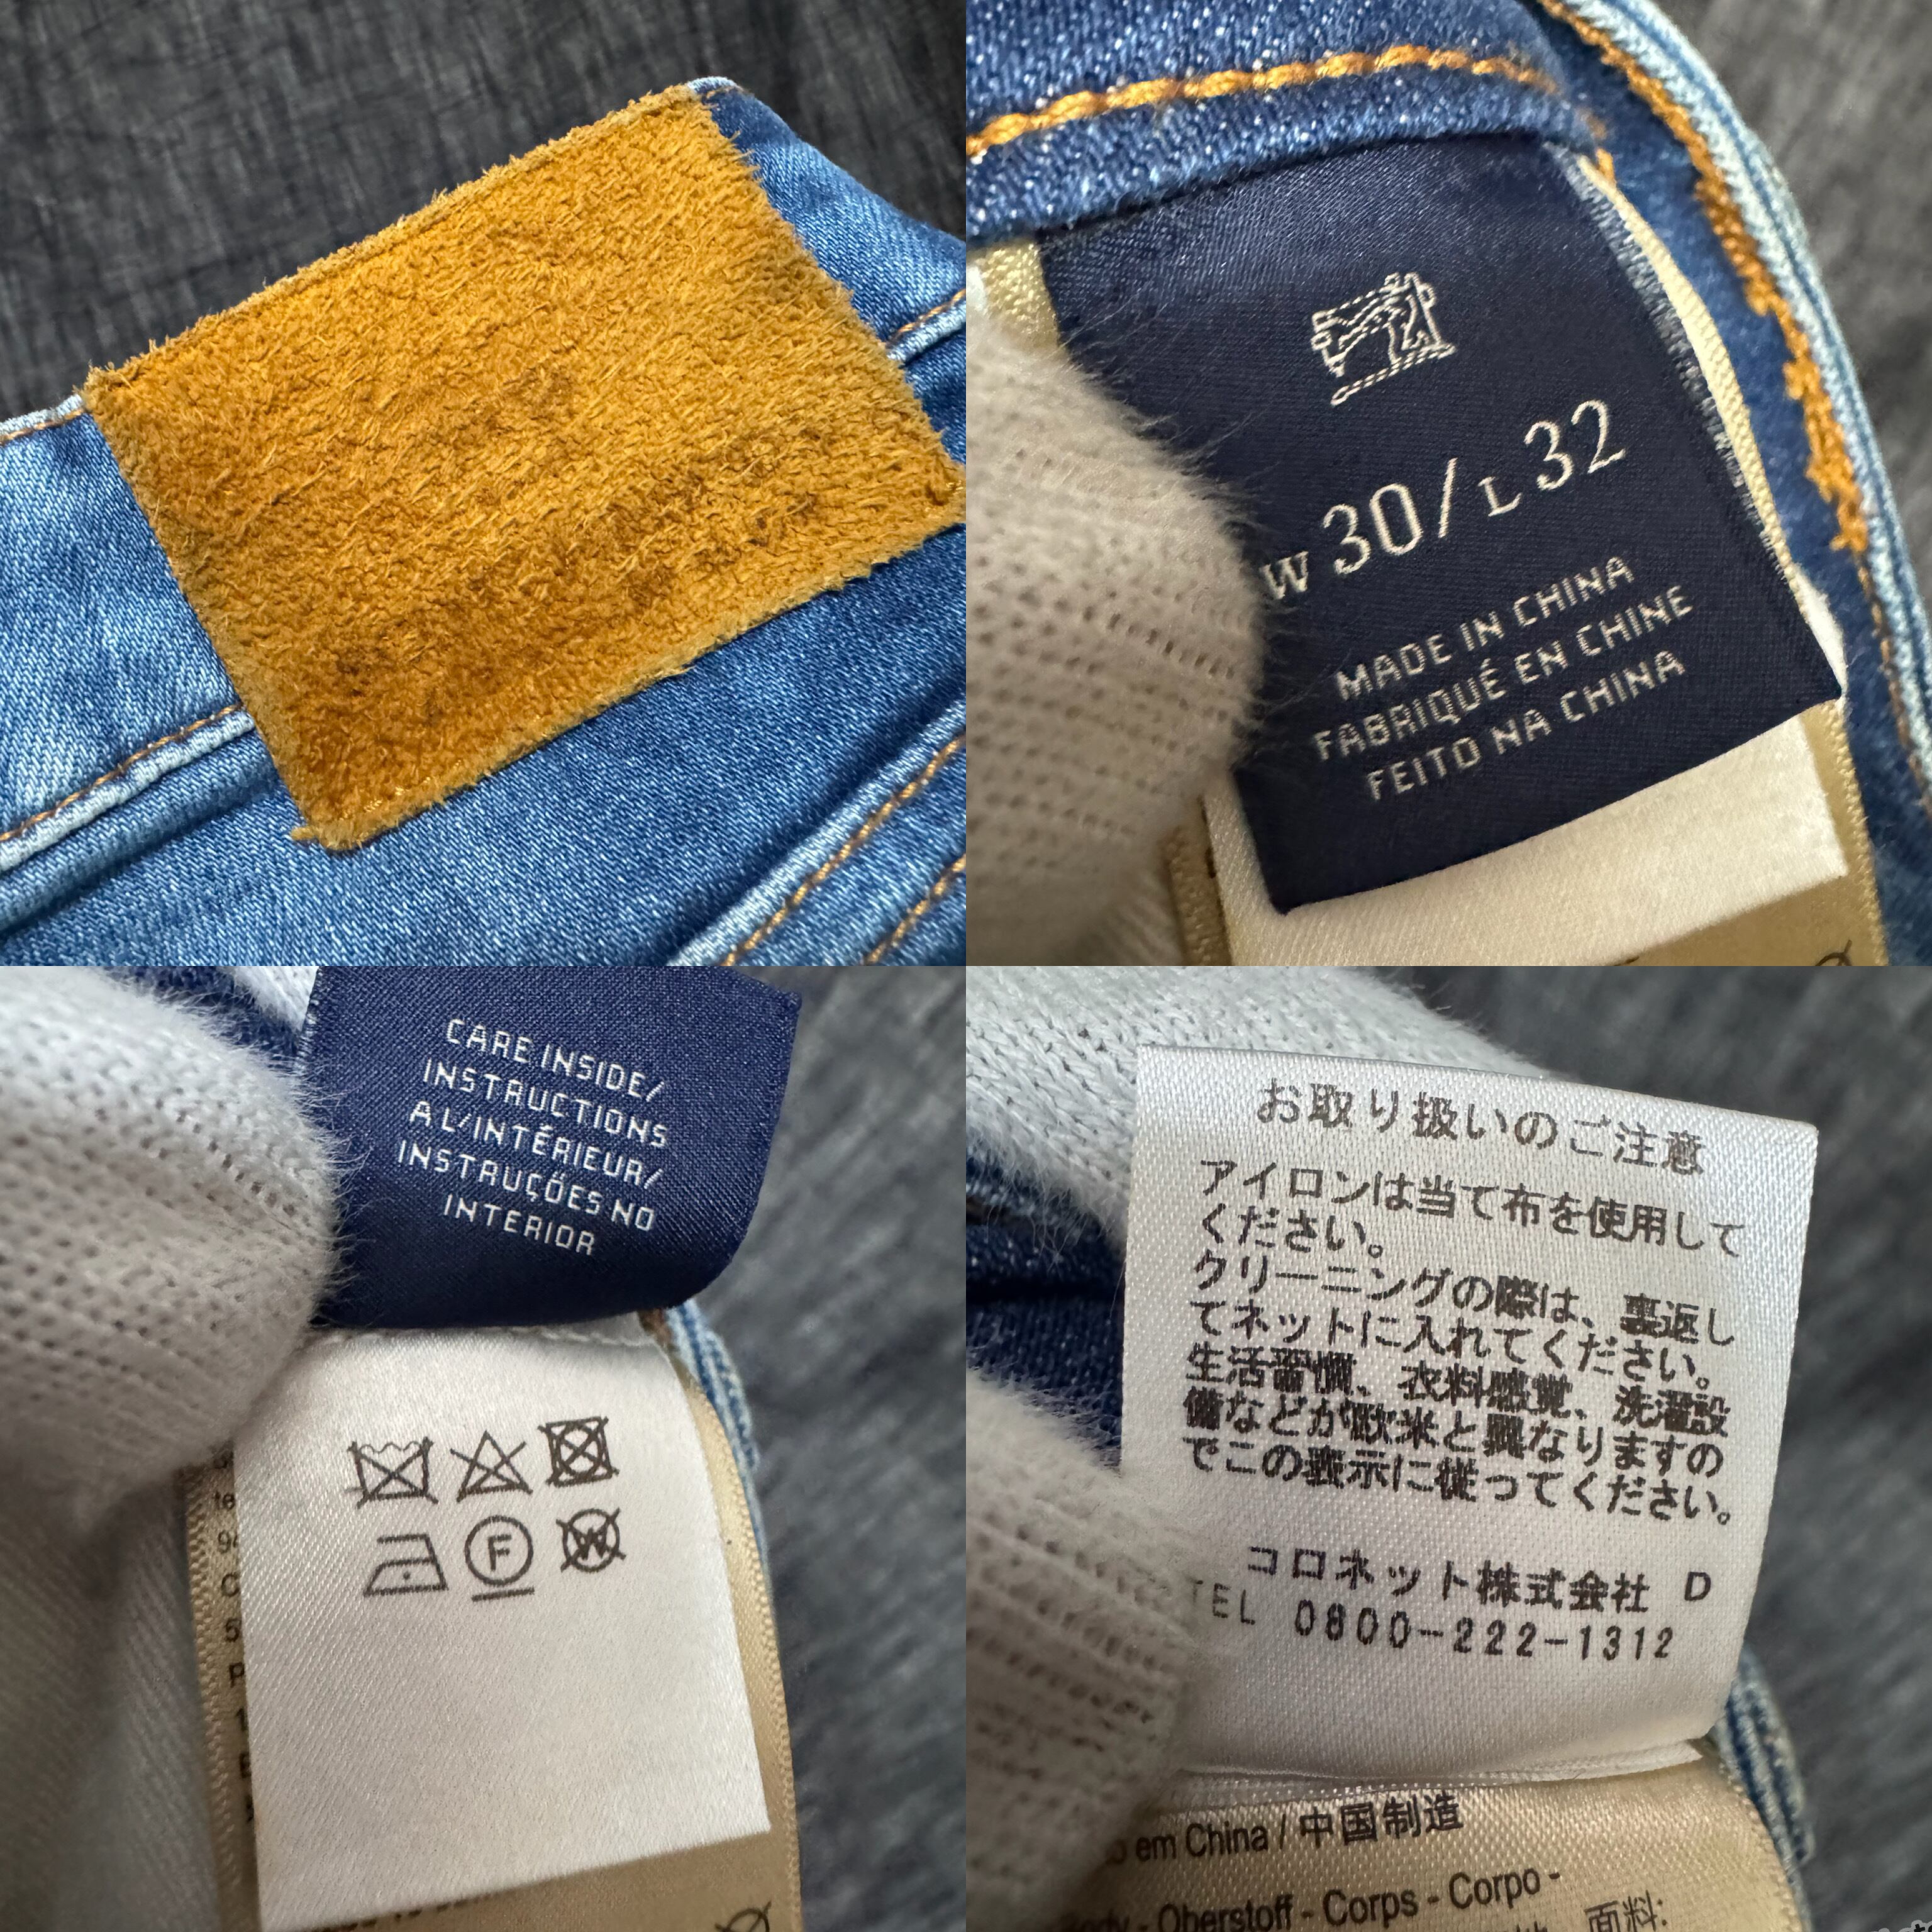 W 30/L 32
MADE IN CHINA
FABRIQUÉ EN CHINE
FEITO NA CHINA
CARE INSIDE/
INSTRUCTIONS
A L/INTÉRIEUR/
INSTRUÇÕES NO
INTERIOR
F
W
お取り扱いのご注意
アイロンは当て布を使用して
ください。
クリーニングの際は、裏返し
てネットに入れてください。
生活習慣、衣料感覚、洗濯設
備などが欧米と異なりますの
でこの表示に従ってください。
コロネット株式会社 D
TEL 0800-222-1312
em China / 中国制造
Oberstoff - Corps - Corpo -
面料: